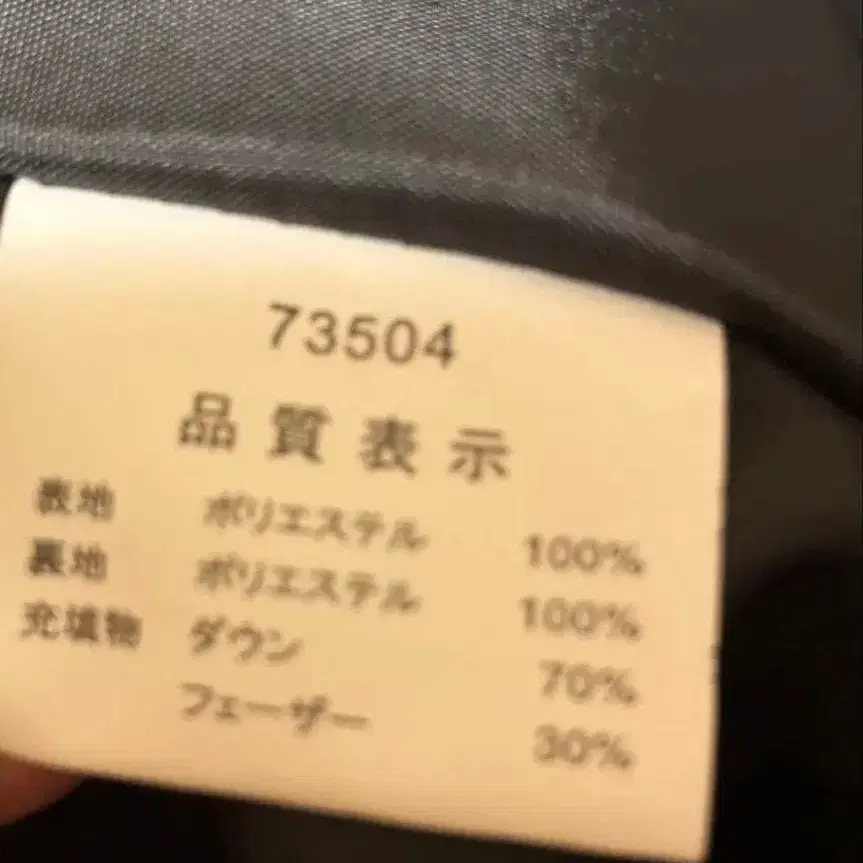 73504
品質表示
表地 ポリエステル 100%
裏地 ポリエステル 100%
充填物 ダウン 70%
フェーザー 30%